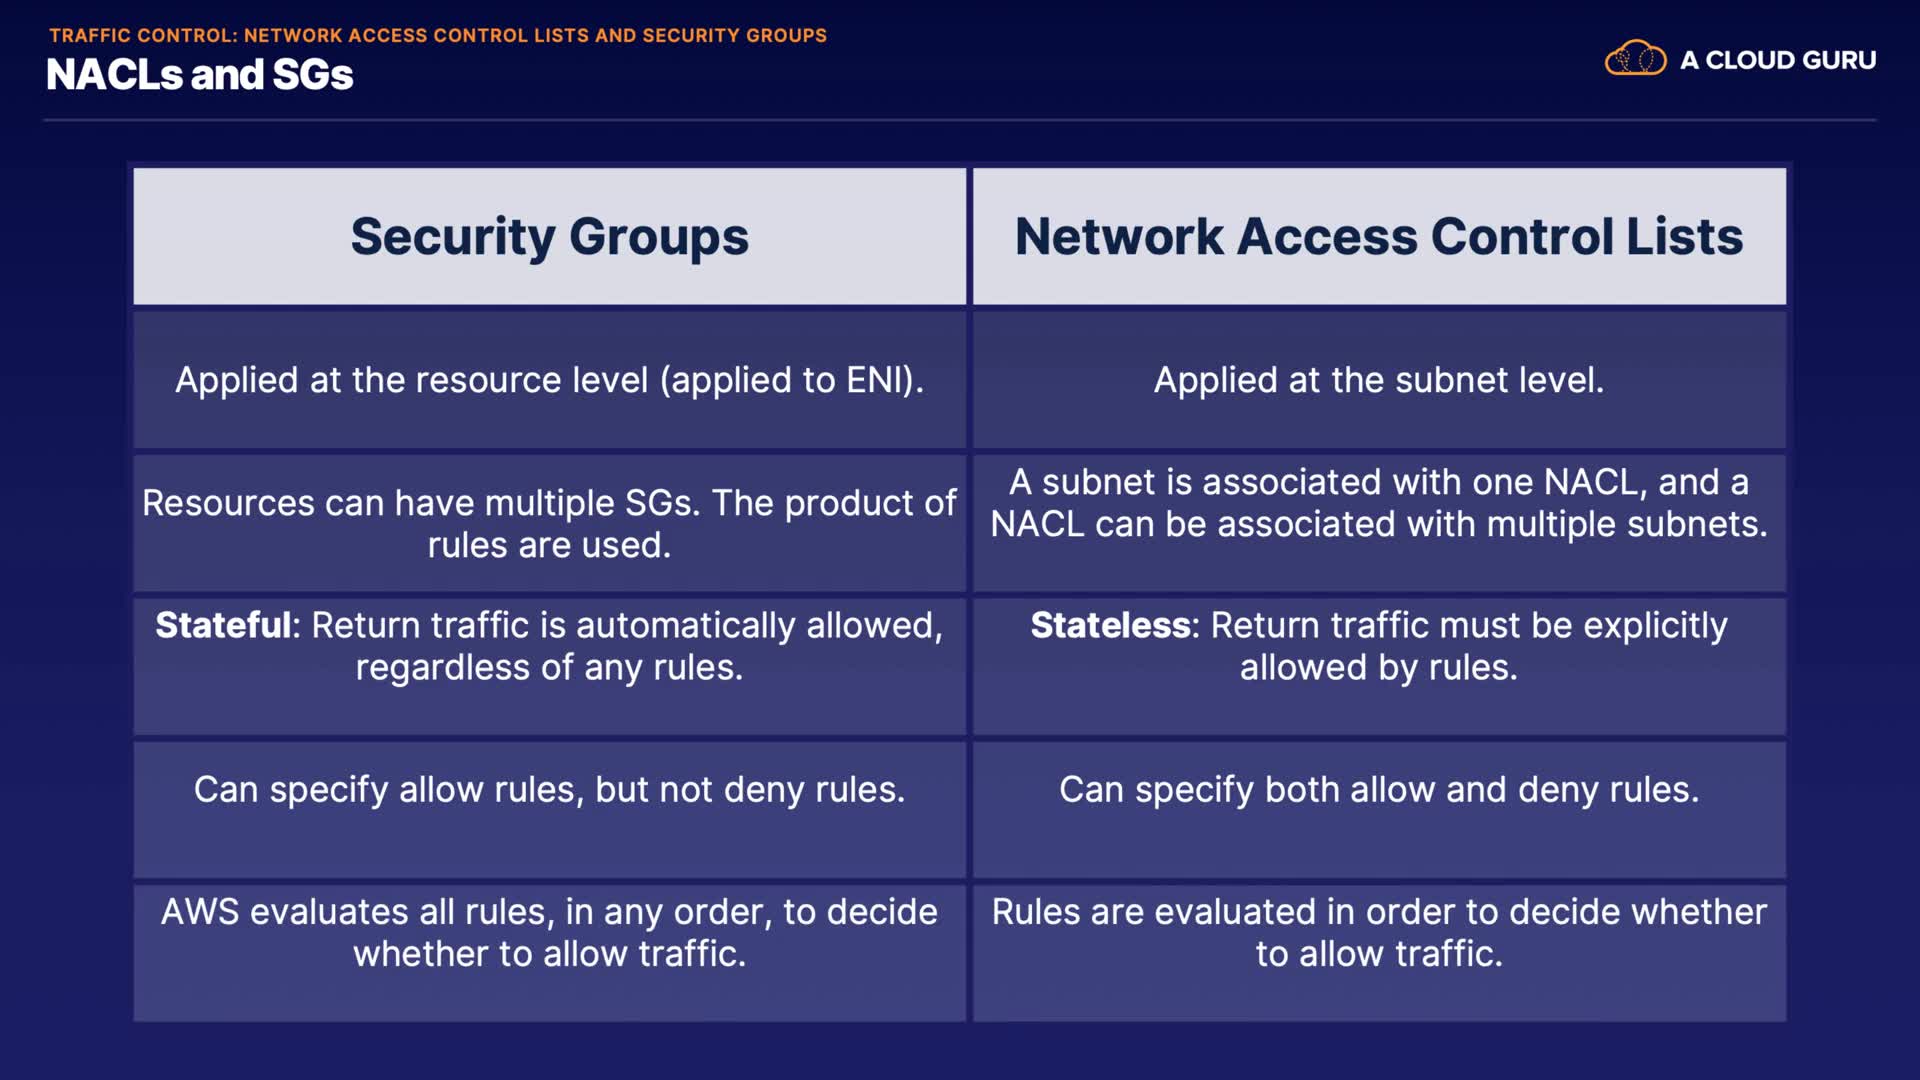 TRAFFIC CONTROL: NETWORK ACCESS CONTROL LISTS AND SECURITY GROUPS
NACLs and SGs
A CLOUD GURU
Security Groups
Network Access Control Lists
Applied at the resource level (applied to ENI).
Applied at the subnet level.
Resources can have multiple SGs. The product of
rules are used.
A subnet is associated with one NACL, and a
NACL can be associated with multiple subnets.
Stateful: Return traffic is automatically allowed,
regardless of any rules.
Stateless: Return traffic must be explicitly
allowed by rules.
Can specify allow rules, but not deny rules.
Can specify both allow and deny rules.
AWS evaluates all rules, in any order, to decide
whether to allow traffic.
Rules are evaluated in order to decide whether
to allow traffic.